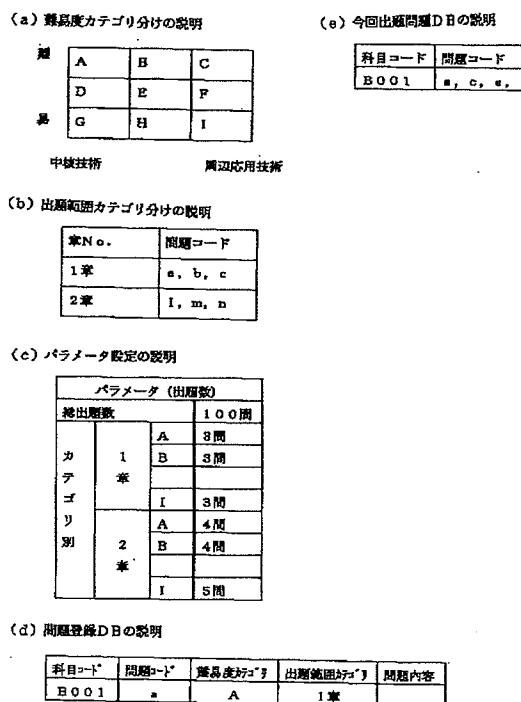 (a) 難易度カテゴリ分けの説明
難 A B C
D E F
易 G H I
中核技術 周辺応用技術
(b) 出題範囲カテゴリ分けの説明
章No. 問題コード
1章 a, b, c
2章 l, m, n
(c) パラメータ設定の説明
パラメータ (出題数)
総出題数 100問
カテゴリ別 1章 A 3問
B 3問
I 3問
2章 A 4問
B 4問
I 5問
(d) 問題登録DBの説明
科目コード 問題コード 難易度カテゴリ 出題範囲カテゴリ 問題内容
B001 a A 1章
(e) 今回出題問題DBの説明
科目コード 問題コード
B001 a, c, e,